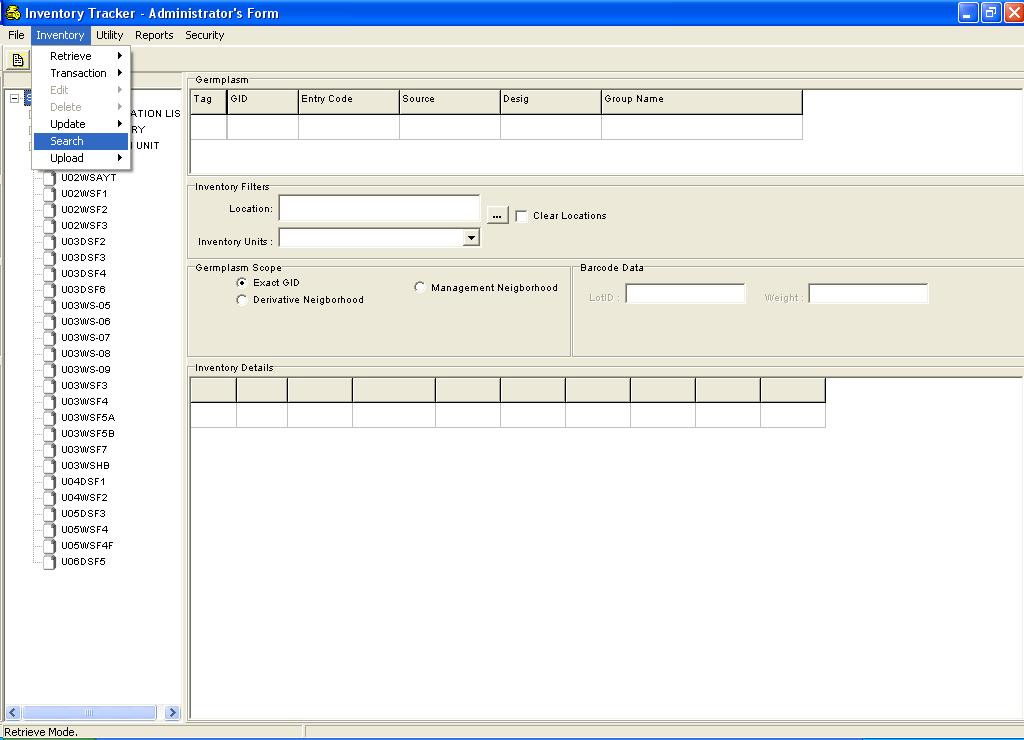 Inventory Tracker - Administrator's Form
File Inventory Utility Reports Security
Retrieve
Transaction
Edit
Delete
Update
Search
Upload
ATION LIS
RY
UNIT
U02WSAYT
U02WSF1
U02WSF2
U02WSF3
U03DSF2
U03DSF3
U03DSF4
U03DSF6
U03WS-05
U03WS-06
U03WS-07
U03WS-08
U03WS-09
U03WSF3
U03WSF4
U03WSF5A
U03WSF5B
U03WSF7
U03WSHB
U04DSF1
U04WSF2
U05DSF3
U05WSF4
U05WSF4F
U06DSF5
Germplasm
Tag GID Entry Code Source Desig Group Name
Inventory Filters
Location: ... Clear Locations
Inventory Units :
Germplasm Scope
Exact GID
Management Neigborhood
Derivative Neigborhood
Barcode Data
LotID : Weight :
Inventory Details
Retrieve Mode.